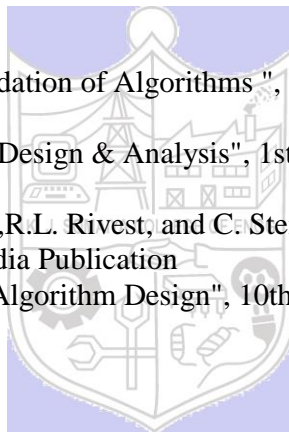 dation of Algorithms ",
Design & Analysis", 1st
,R.L. Rivest, and C. Ste
dia Publication
Algorithm Design", 10th